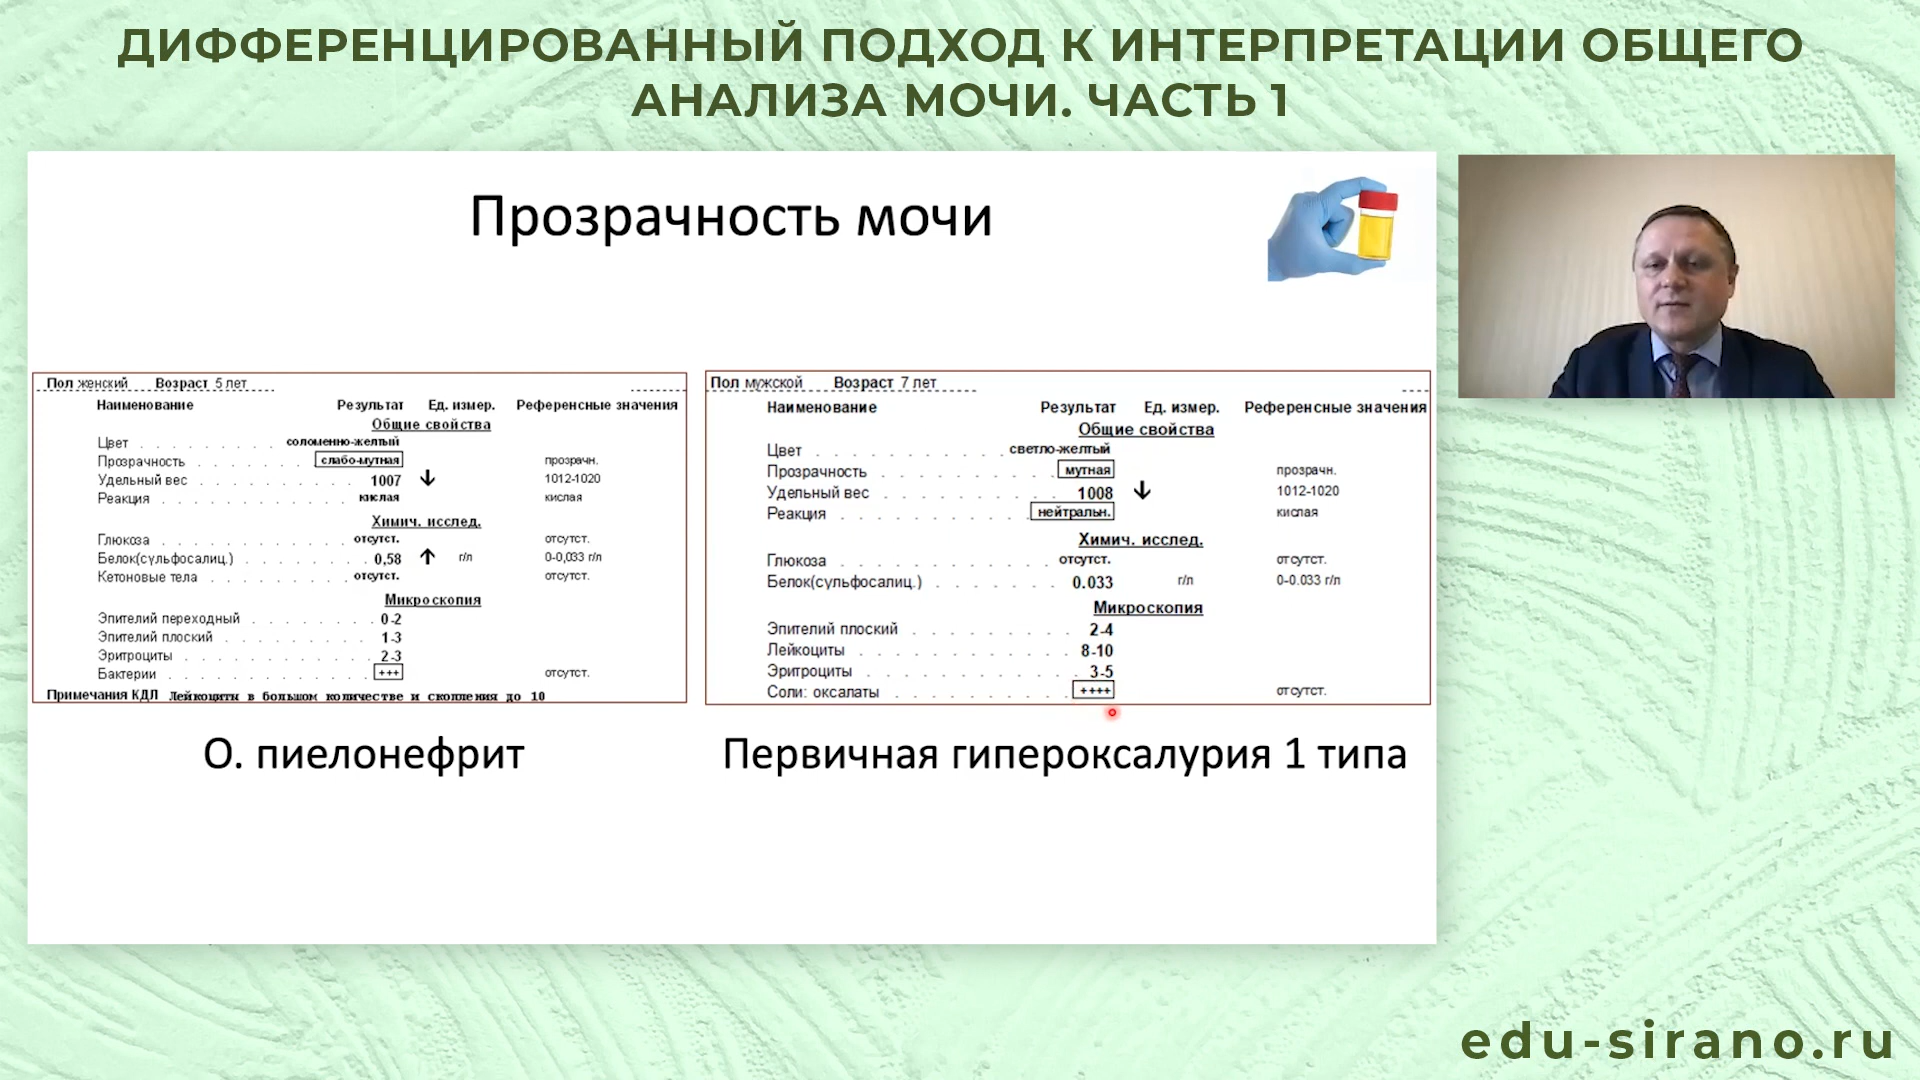 ДИФФЕРЕНЦИРОВАННЫЙ ПОДХОД К ИНТЕРПРЕТАЦИИ ОБЩЕГО
АНАЛИЗА МОЧИ. ЧАСТЬ 1
Прозрачность мочи
Пол женский Возраст 5 лет
Наименование Результат Ед. измер. Референсные значения
Общие свойства
Цвет . . . . . . . соломенно-желтый
Прозрачность . . . . . . слабо-мутная прозрачн.
Удельный вес . . . . . . . . . 1007 ↓ 1012-1020
Реакция . . . . . . . . . . . кислая кислая
Химич. исслед.
Глюкоза . . . . . . . . . . . отсутст. отсутст.
Белок(сульфосалиц.) . . . . . . . 0,58 ↑ г/л 0-0,033 г/л
Кетоновые тела . . . . . . . . отсутст. отсутст.
Микроскопия
Эпителий переходный . . . . . . . 0-2
Эпителий плоский . . . . . . . . 1-3
Эритроциты . . . . . . . . . . 2-3
Бактерии . . . . . . . . . . . +++ отсутст.
Примечания КДЛ Лейкоциты в большом количестве и скопления до 10
О. пиелонефрит
Пол мужской Возраст 7 лет
Наименование Результат Ед. измер. Референсные значения
Общие свойства
Цвет . . . . . . . . . . светло-желтый
Прозрачность . . . . . . . . . мутная прозрачн.
Удельный вес . . . . . . . . . 1008 ↓ 1012-1020
Реакция . . . . . . . . . . нейтральн. кислая
Химич. исслед.
Глюкоза . . . . . . . . . . . отсутст. отсутст.
Белок(сульфосалиц.) . . . . . . 0.033 г/л 0-0.033 г/л
Микроскопия
Эпителий плоский . . . . . . . . 2-4
Лейкоциты . . . . . . . . . . 8-10
Эритроциты . . . . . . . . . . 3-5
Соли: оксалаты . . . . . . . . ++++ отсутст.
Первичная гипероксалурия 1 типа
edu-sirano.ru